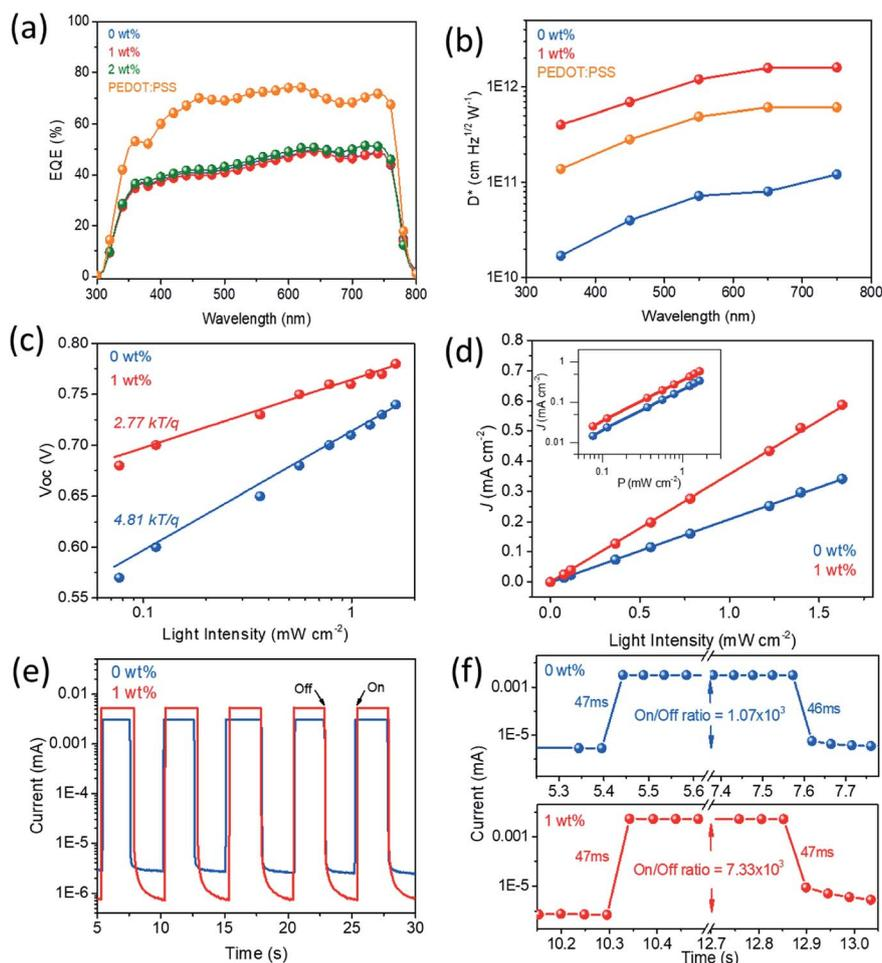 (a)
0 wt%
1 wt%
2 wt%
PEDOT:PSS
100
80
60
40
20
0
EQE (%)
300 400 500 600 700 800
Wavelength (nm)
(b)
0 wt%
1 wt%
PEDOT:PSS
1E12
1E11
1E10
D* (cm Hz1/2 W-1)
300 400 500 600 700 800
Wavelength (nm)
(c)
0 wt%
1 wt%
2.77 kT/q
4.81 kT/q
0.80
0.75
0.70
0.65
0.60
0.55
Voc (V)
0.1 1
Light Intensity (mW cm-2)
(d)
0.8
0.7
0.6
0.5
0.4
0.3
0.2
0.1
0.0
J (mA cm-2)
1
0.1
0.01
J (mA cm-2)
0.1 1
P (mW cm-2)
0 wt%
1 wt%
0.0 0.5 1.0 1.5
Light Intensity (mW cm-2)
(e)
0 wt%
1 wt%
Off On
0.01
0.001
1E-4
1E-5
1E-6
Current (mA)
5 10 15 20 25 30
Time (s)
(f)
0 wt%
0.001
1E-5
47ms
On/Off ratio = 1.07x103
46ms
5.3 5.4 5.5 5.6 7.4 7.5 7.6 7.7
1 wt%
0.001
1E-5
47ms
On/Off ratio = 7.33x103
47ms
10.2 10.4 12.7 12.8 12.9 13.0
Current (mA)
Time (s)